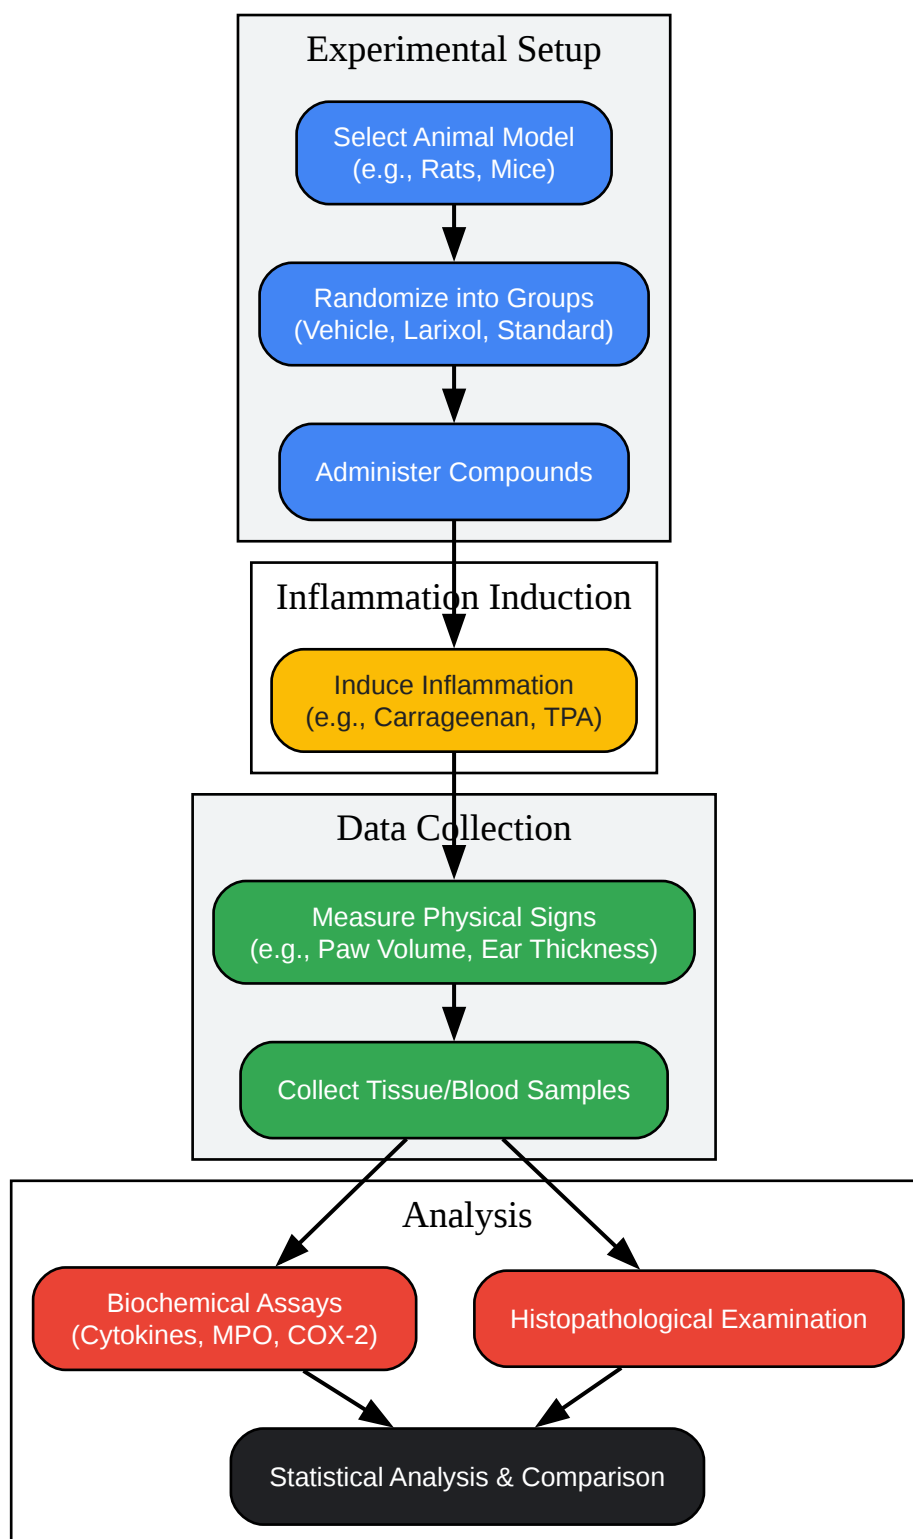 Experimental Setup
Select Animal Model
(e.g., Rats, Mice)
Randomize into Groups
(Vehicle, Larixol, Standard)
Administer Compounds
Inflammation Induction
Induce Inflammation
(e.g., Carrageenan, TPA)
Data Collection
Measure Physical Signs
(e.g., Paw Volume, Ear Thickness)
Collect Tissue/Blood Samples
Analysis
Biochemical Assays
(Cytokines, MPO, COX-2)
Histopathological Examination
Statistical Analysis & Comparison